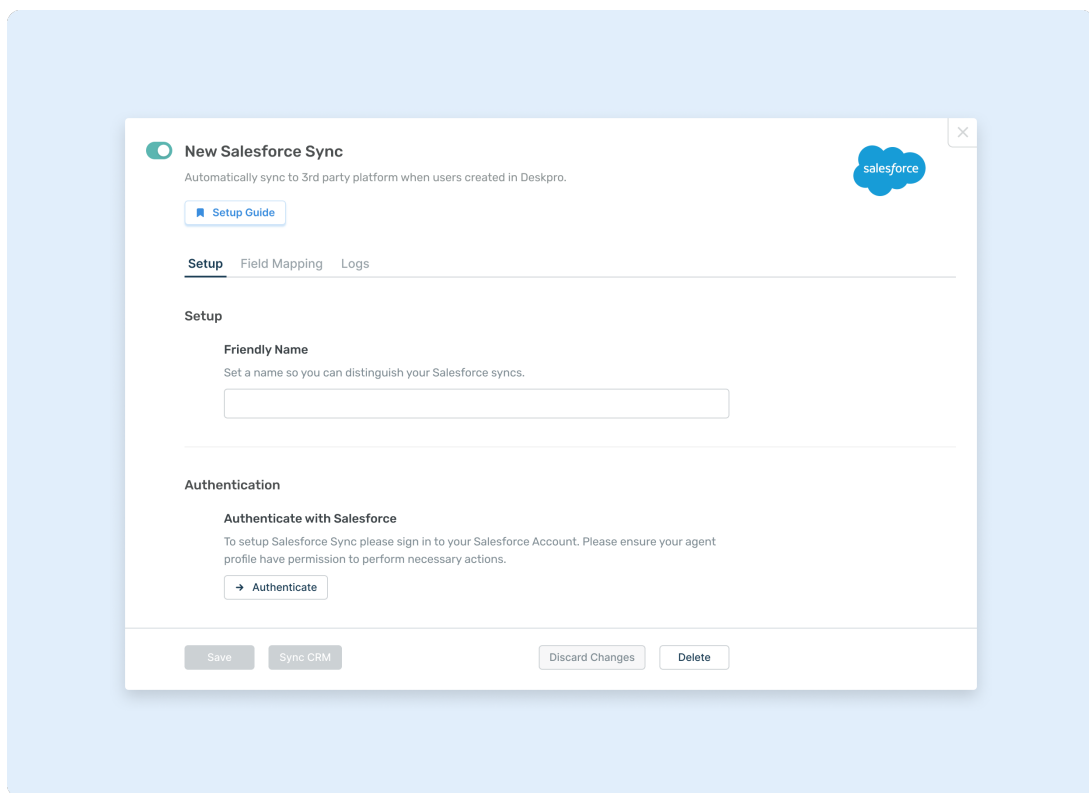 New Salesforce Sync
salesforce
Automatically sync to 3rd party platform when users created in Deskpro.
Setup Guide
Setup Field Mapping Logs
Setup
Friendly Name
Set a name so you can distinguish your Salesforce syncs.
Authentication
Authenticate with Salesforce
To setup Salesforce Sync please sign in to your Salesforce Account. Please ensure your agent
profile have permission to perform necessary actions.
Authenticate
Save Sync CRM Discard Changes Delete